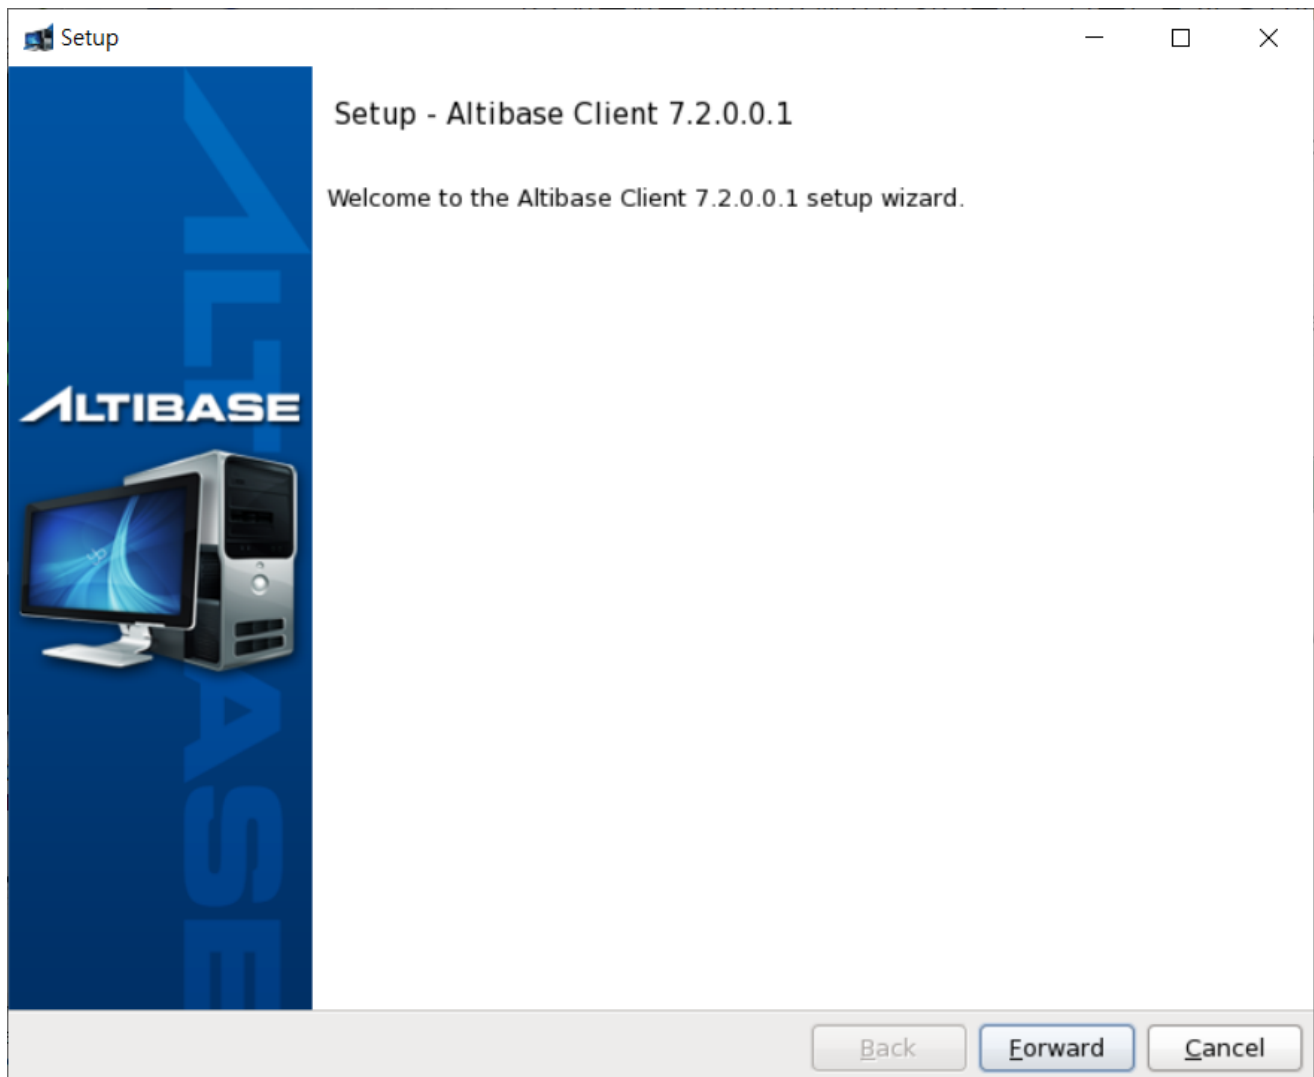 Setup
Setup - Altibase Client 7.2.0.0.1
Welcome to the Altibase Client 7.2.0.0.1 setup wizard.
ALTIBASE
ALTIBASE
Back
Forward
Cancel